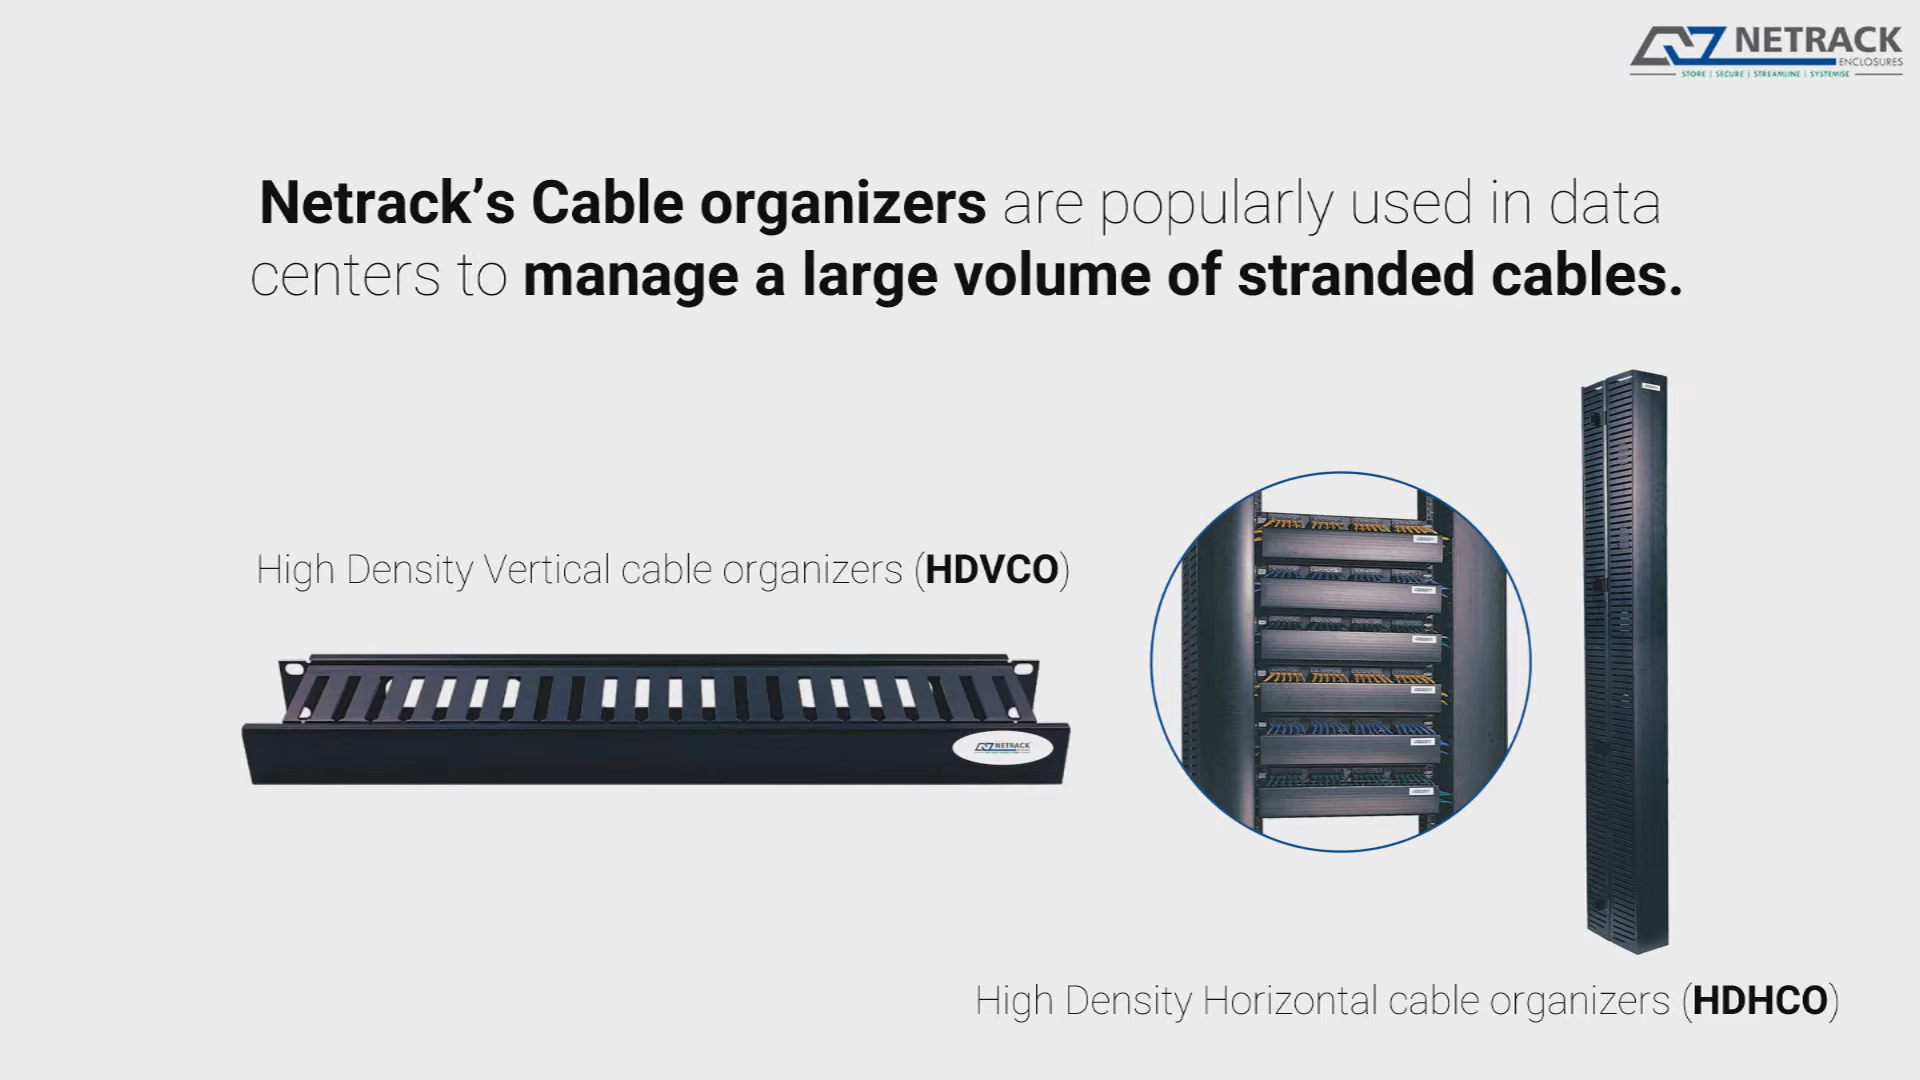 NETRACK
ENCLOSURES
STORE | SECURE | STREAMLINE | SYSTEMISE
Netrack’s Cable organizers are popularly used in data
centers to manage a large volume of stranded cables.
High Density Vertical cable organizers (HDVCO)
NETRACK
High Density Horizontal cable organizers (HDHCO)